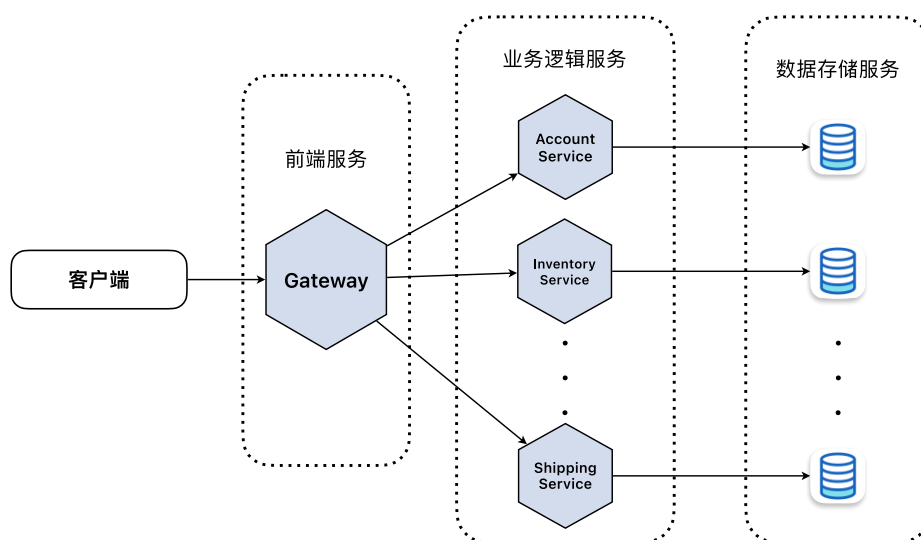 业务逻辑服务
数据存储服务
前端服务
Account
Service
客户端
Gateway
Inventory
Service
Shipping
Service